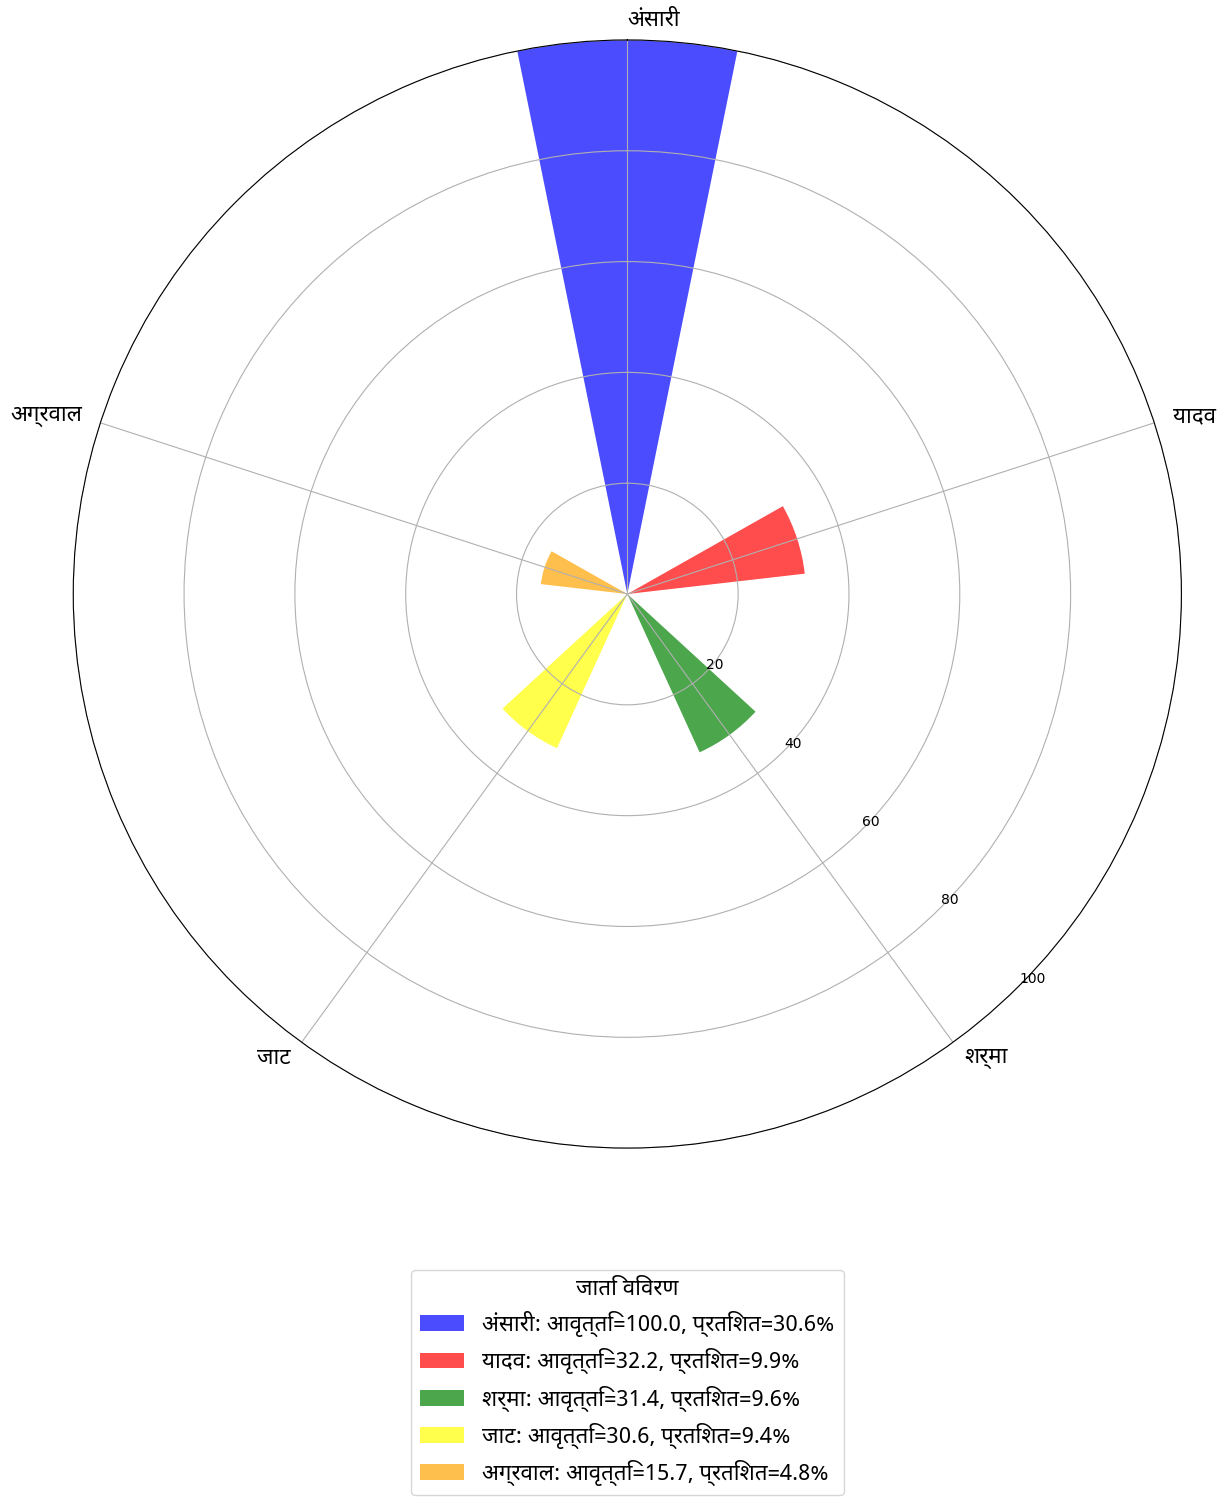 अंसारी
अग्रवाल
यादव
20
40
60
80
100
जाट
शर्मा
जाति विवरण
अंसारी: आवृत्ति=100.0, प्रतिशत=30.6%
यादव: आवृत्ति=32.2, प्रतिशत=9.9%
शर्मा: आवृत्ति=31.4, प्रतिशत=9.6%
जाट: आवृत्ति=30.6, प्रतिशत=9.4%
अग्रवाल: आवृत्ति=15.7, प्रतिशत=4.8%